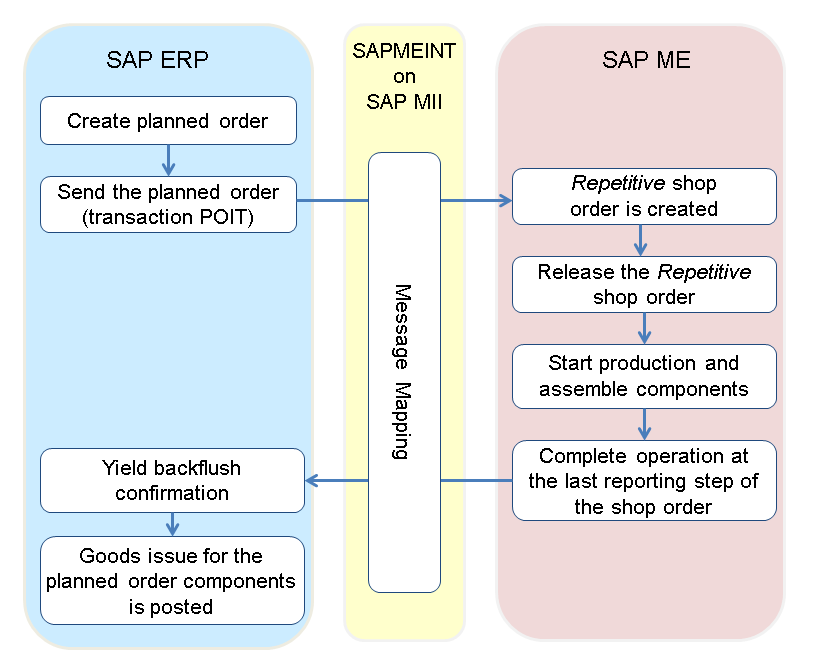 SAP ERP
Create planned order
Send the planned order
(transaction POIT)
Yield backflush
confirmation
Goods issue for the
planned order components
is posted
SAPMEINT
on
SAP MII
Message Mapping
SAP ME
Repetitive shop
order is created
Release the Repetitive
shop order
Start production and
assemble components
Complete operation at
the last reporting step of
the shop order